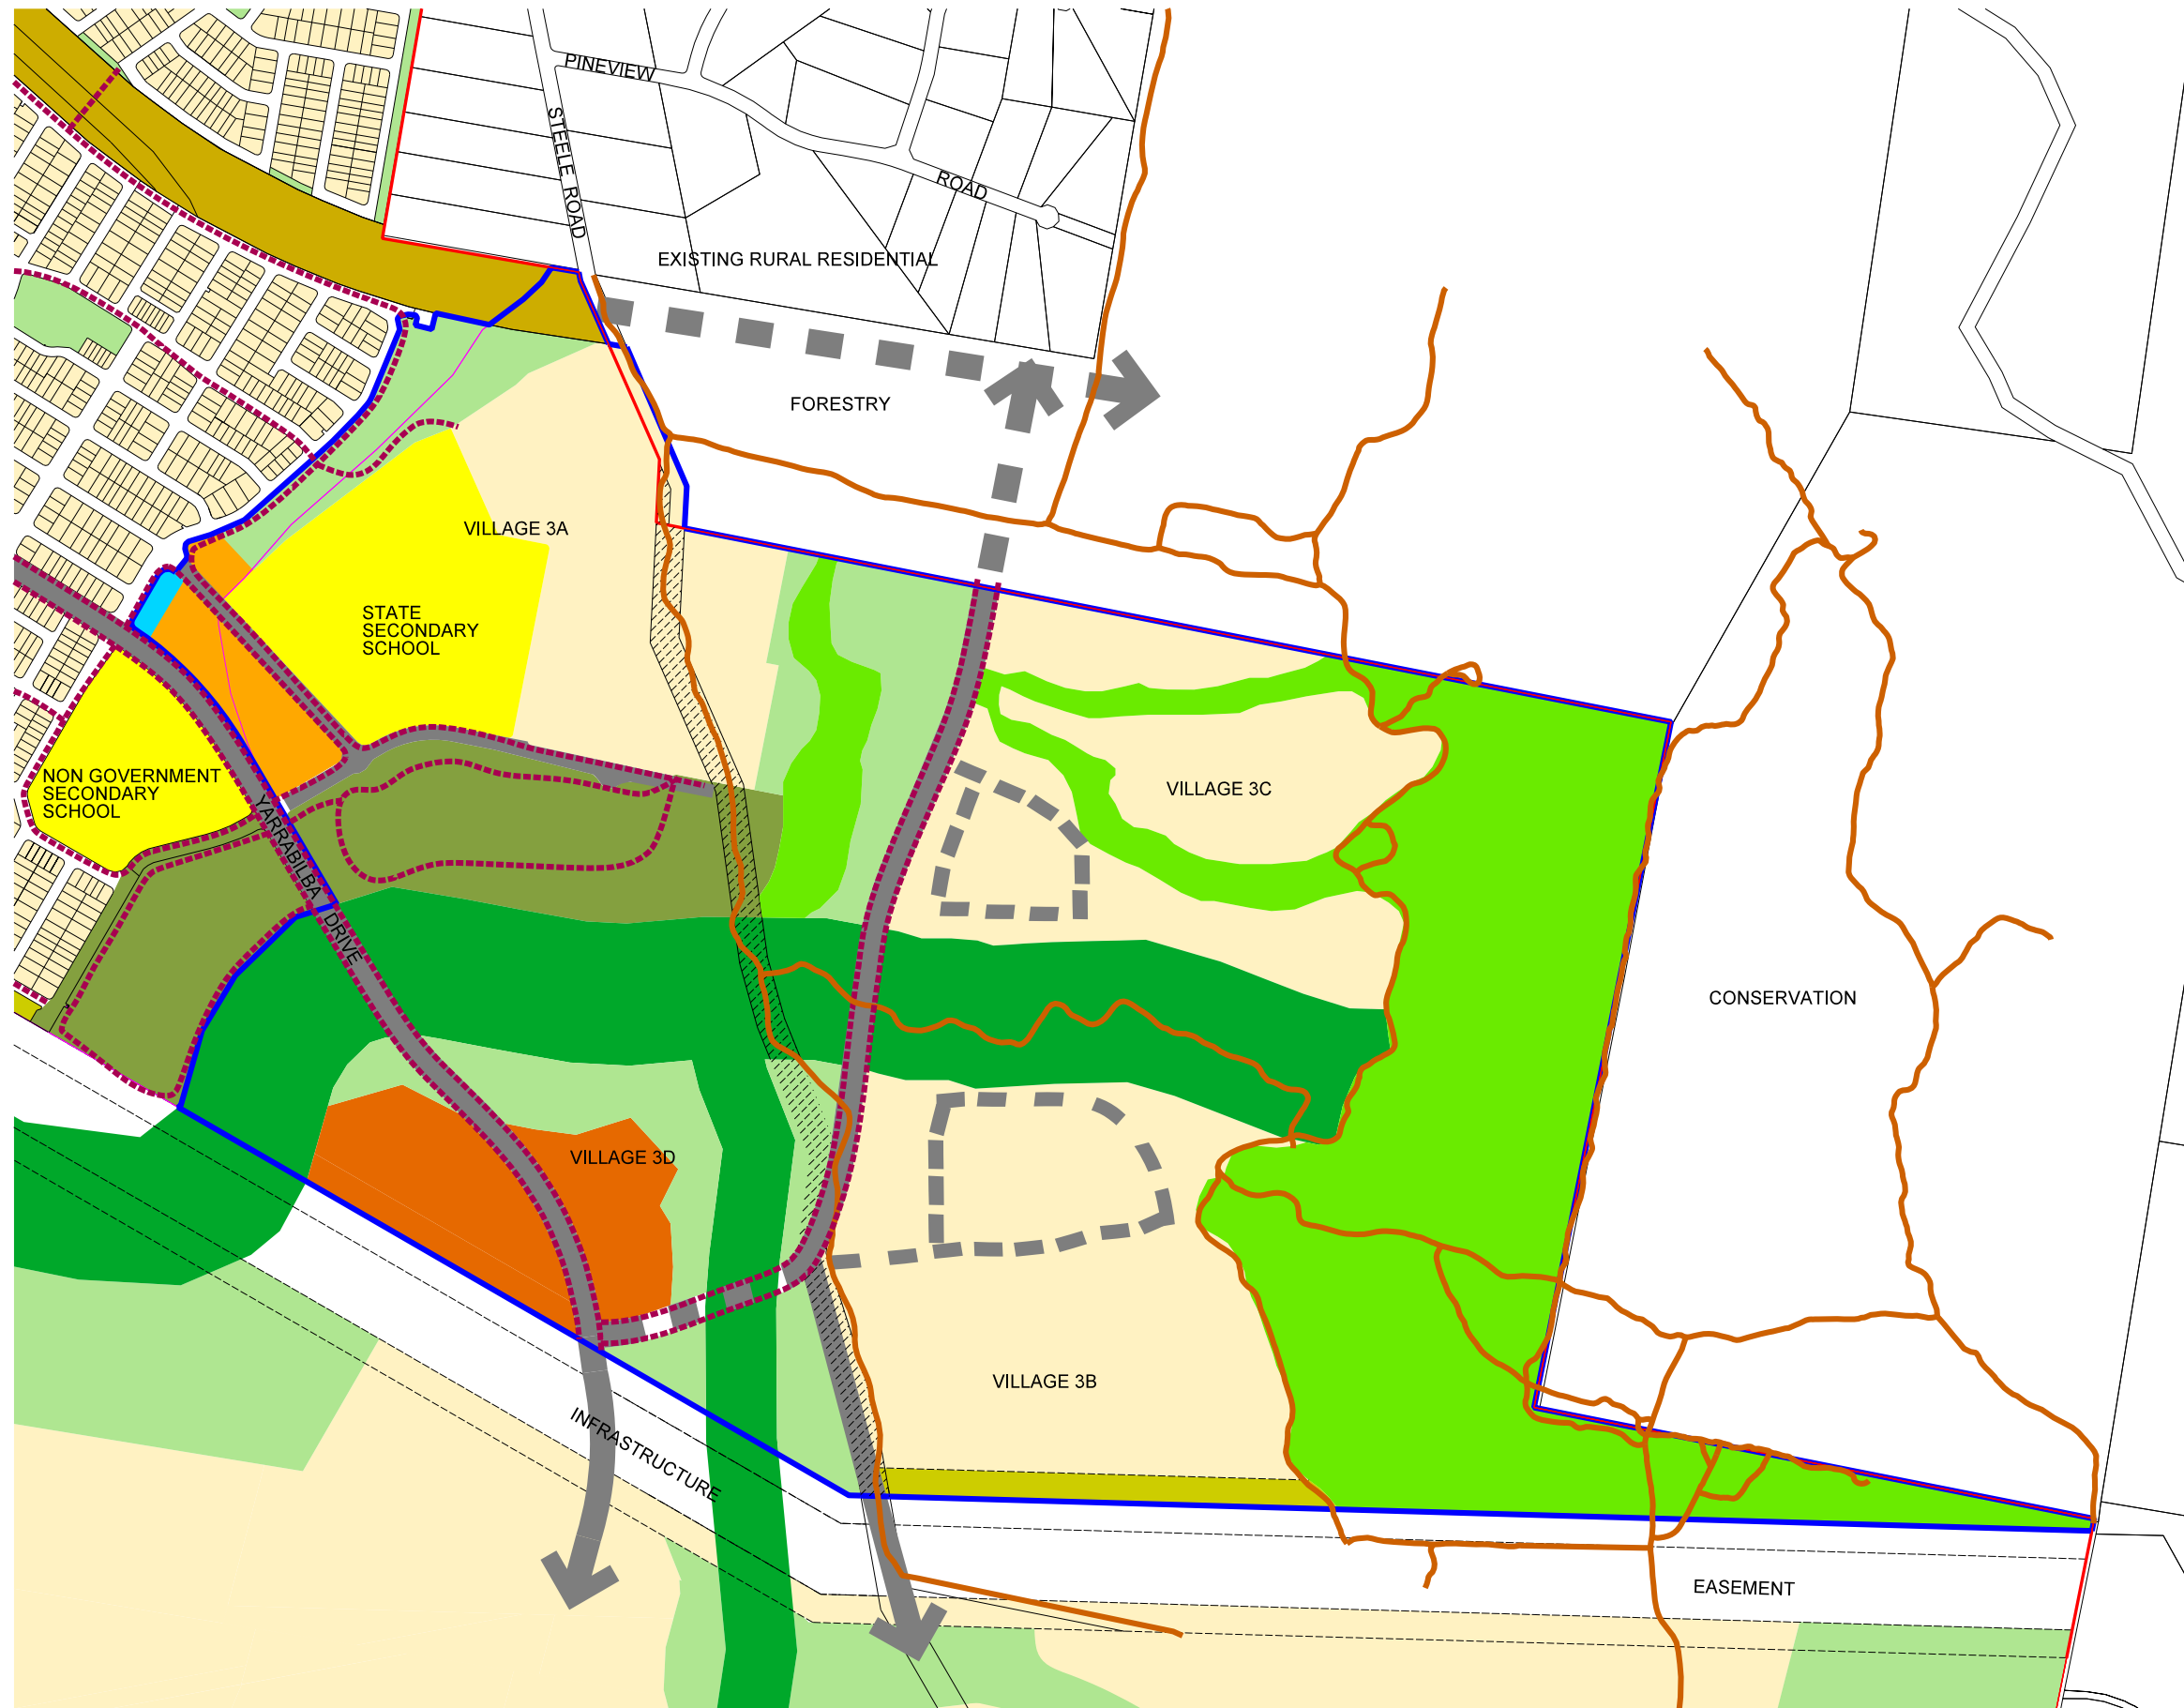 PINEVIEW
STEELE ROAD
ROAD
EXISTING RURAL RESIDENTIAL
FORESTRY
VILLAGE 3A
STATE
SECONDARY
SCHOOL
NON GOVERNMENT
SECONDARY
SCHOOL
YARRABILBA DRIVE
VILLAGE 3C
CONSERVATION
VILLAGE 3D
VILLAGE 3B
INFRASTRUCTURE
EASEMENT